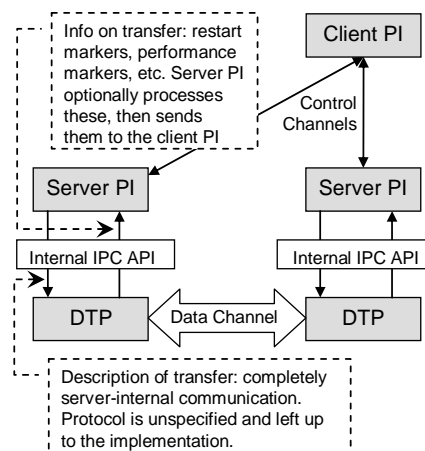 Info on transfer: restart
markers, performance
markers, etc. Server PI
optionally processes
these, then sends
them to the client PI
Client PI
Control
Channels
Server PI
Server PI
Internal IPC API
Internal IPC API
DTP
Data Channel
DTP
Description of transfer: completely
server-internal communication.
Protocol is unspecified and left up
to the implementation.